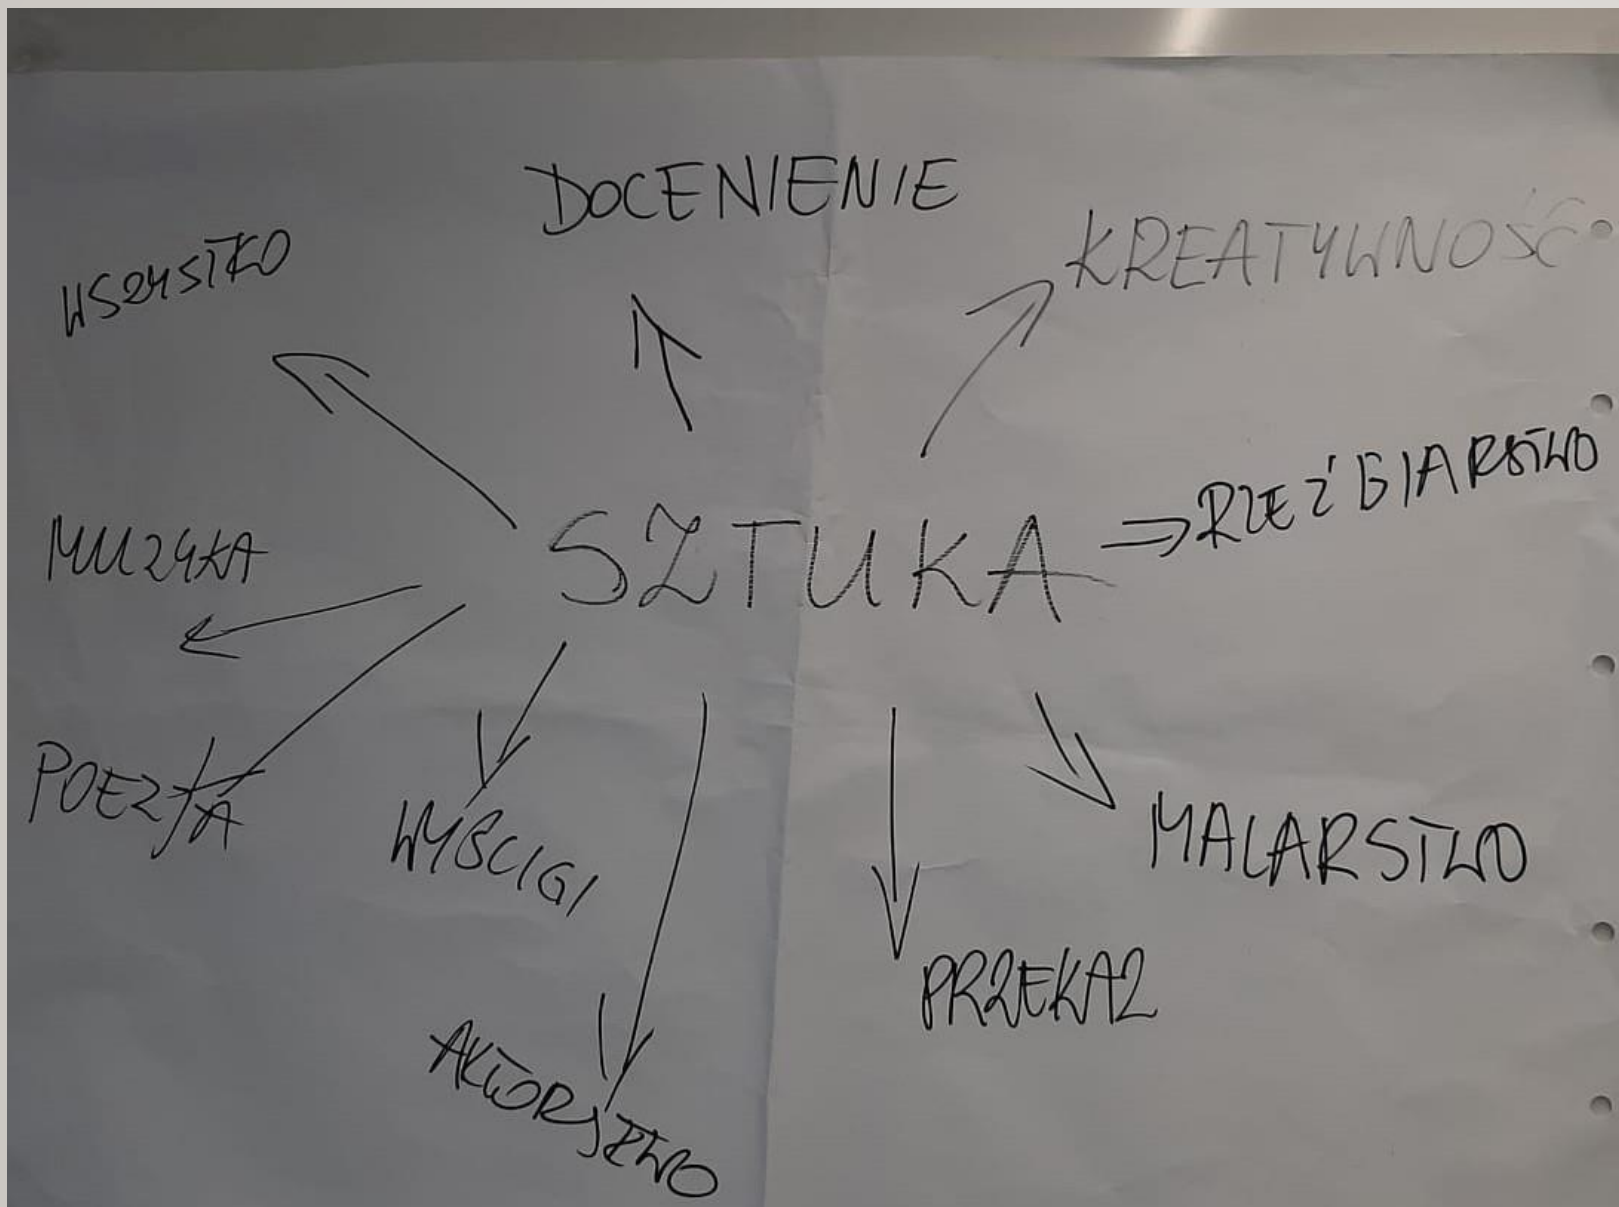 DOCENIENIE
KREATYWNOŚĆ
WSZYSTKO
RZEŹBIARSTWO
MUZYKA
SZTUKA
POEZJA
WYŚCIGI
MALARSTWO
PRZEKAZ
AKTORSTWO